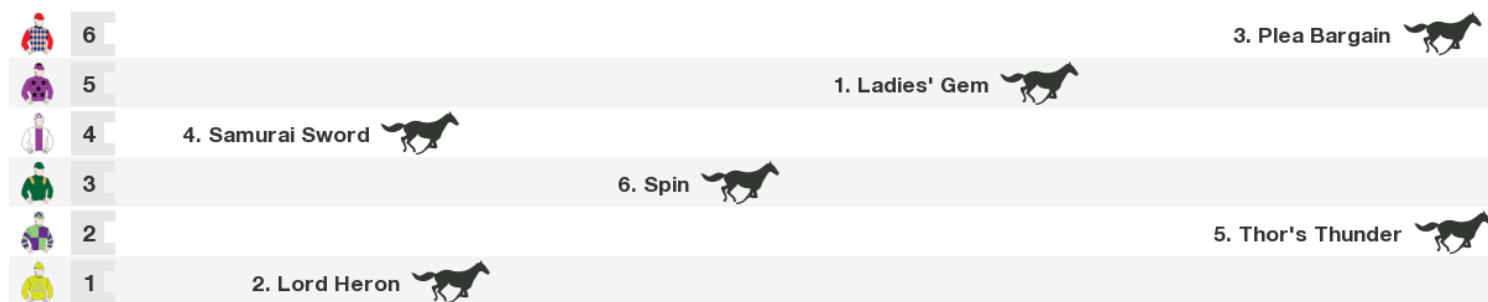 6 3. Plea Bargain
5 1. Ladies' Gem
4 4. Samurai Sword
3 6. Spin
2 5. Thor's Thunder
1 2. Lord Heron